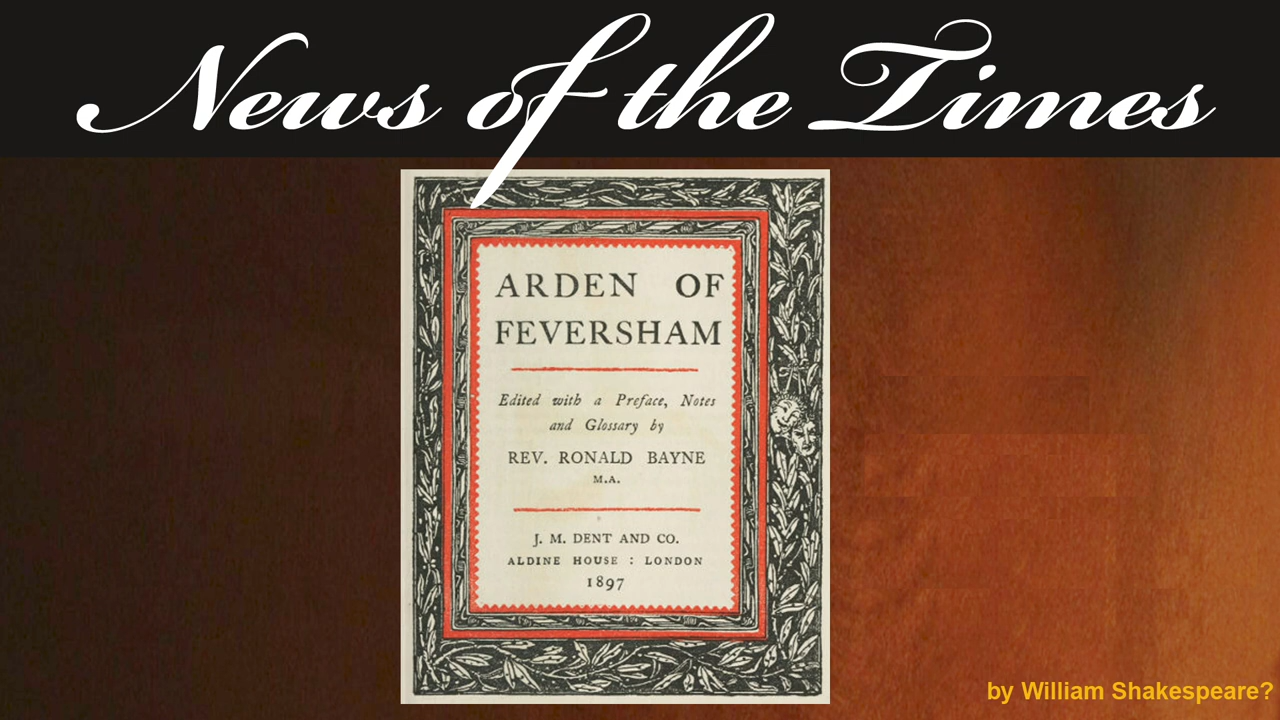 News of the Times
ARDEN OF
FEVERSHAM
Edited with a Preface, Notes
and Glossary by
REV. RONALD BAYNE
M.A.
J. M. DENT AND CO.
ALDINE HOUSE : LONDON
1897
by William Shakespeare?